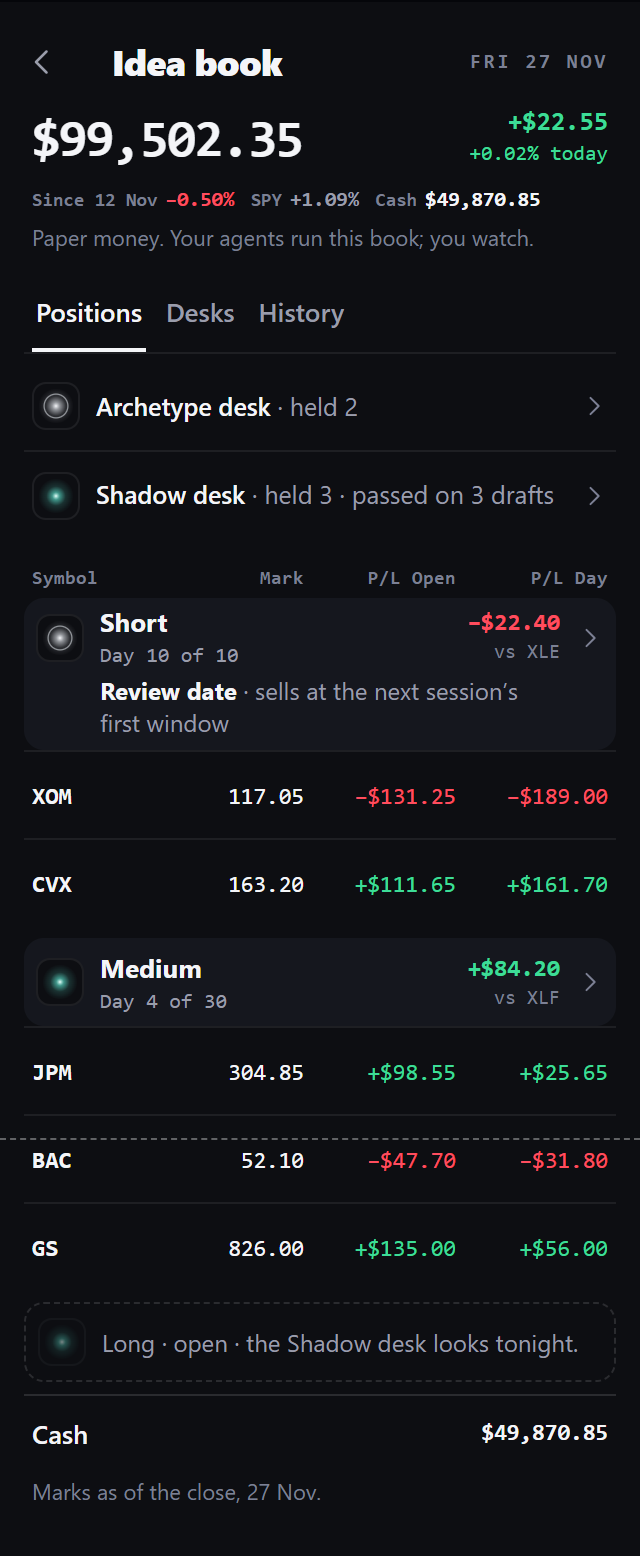 Idea book
FRI 27 NOV
$99,502.35
+$22.55
+0.02% today
Since 12 Nov −0.50% SPY +1.09% Cash $49,870.85
Paper money. Your agents run this book; you watch.
Positions Desks History
Archetype desk · held 2
Shadow desk · held 3 · passed on 3 drafts
Symbol Mark P/L Open P/L Day
Short −$22.40
Day 10 of 10 vs XLE
Review date · sells at the next session’s
first window
XOM 117.05 −$131.25 −$189.00
CVX 163.20 +$111.65 +$161.70
Medium +$84.20
Day 4 of 30 vs XLF
JPM 304.85 +$98.55 +$25.65
BAC 52.10 −$47.70 −$31.80
GS 826.00 +$135.00 +$56.00
Long · open · the Shadow desk looks tonight.
Cash $49,870.85
Marks as of the close, 27 Nov.